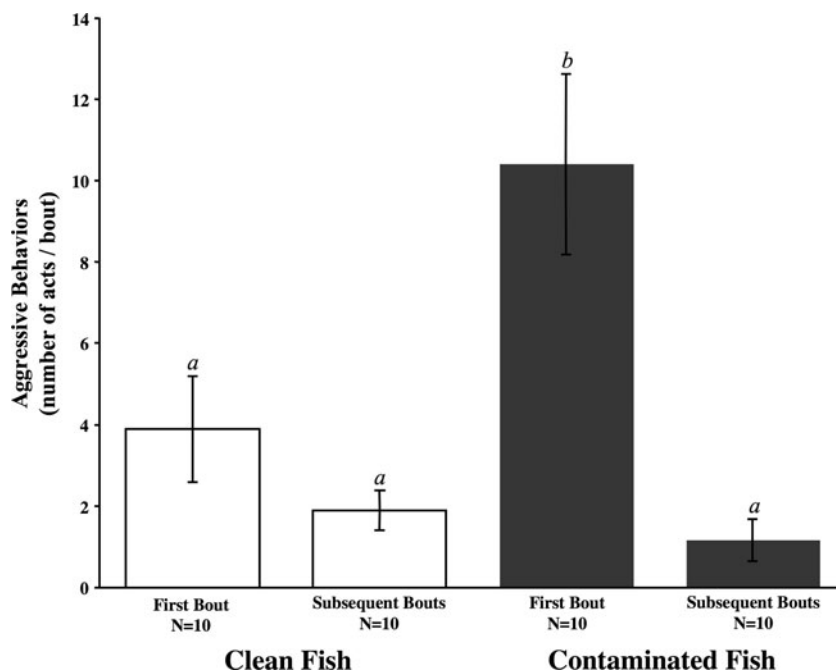 Aggressive Behaviors
(number of acts / bout)
14
12
10
8
6
4
2
0
a
a
b
a
First Bout
N=10
Subsequent Bouts
N=10
First Bout
N=10
Subsequent Bouts
N=10
Clean Fish
Contaminated Fish